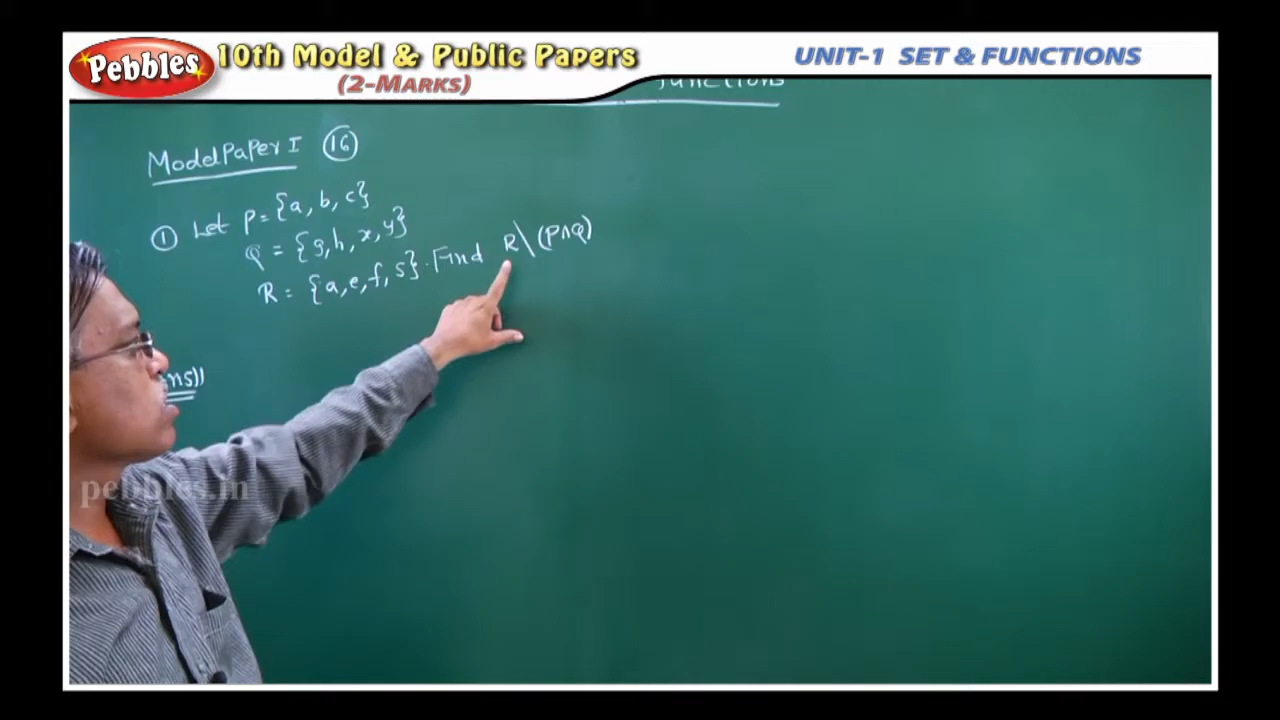 Pebbles
10th Model & Public Papers
(2-MARKS)
UNIT-1 SET & FUNCTIONS
Functions
Model Paper I 16
1 Let P = {a, b, c}
Q = {g, h, x, y}
R = {a, e, f, s}. Find R\(P∩Q)
pebbles.in